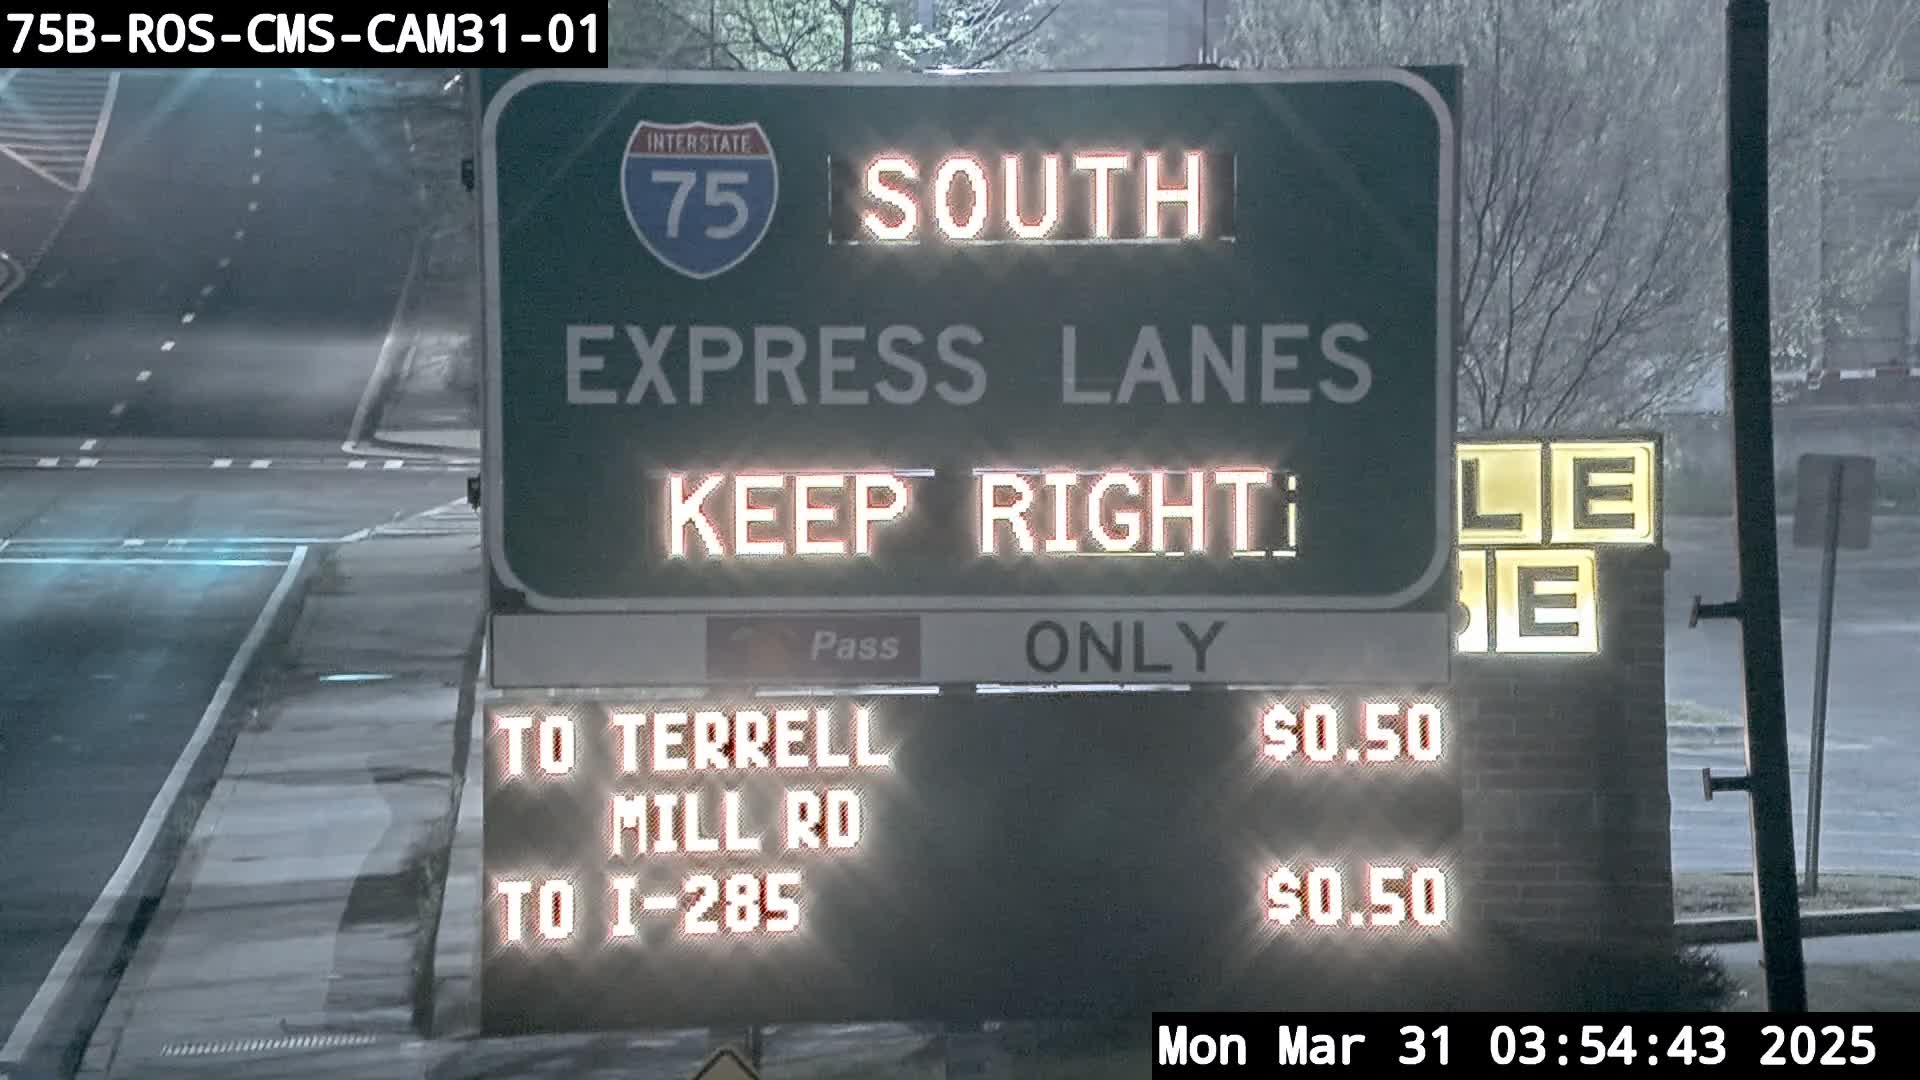 75B-ROS-CMS-CAM31-01
INTERSTATE
75
SOUTH
EXPRESS LANES
KEEP RIGHT
Pass ONLY
LE
E
TO TERRELL $0.50
MILL RD
TO I-285 $0.50
Mon Mar 31 03:54:43 2025